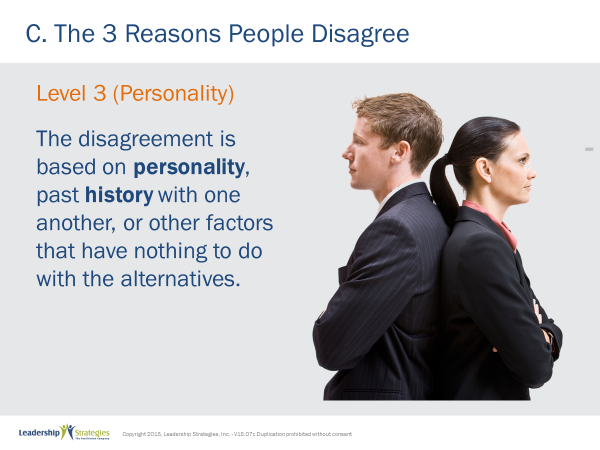 C. The 3 Reasons People Disagree
Level 3 (Personality)
The disagreement is
based on personality,
past history with one
another, or other factors
that have nothing to do
with the alternatives.
Leadership Strategies
The Facilitation Company
Copyright 2015, Leadership Strategies, Inc. - V15.07c Duplication prohibited without consent